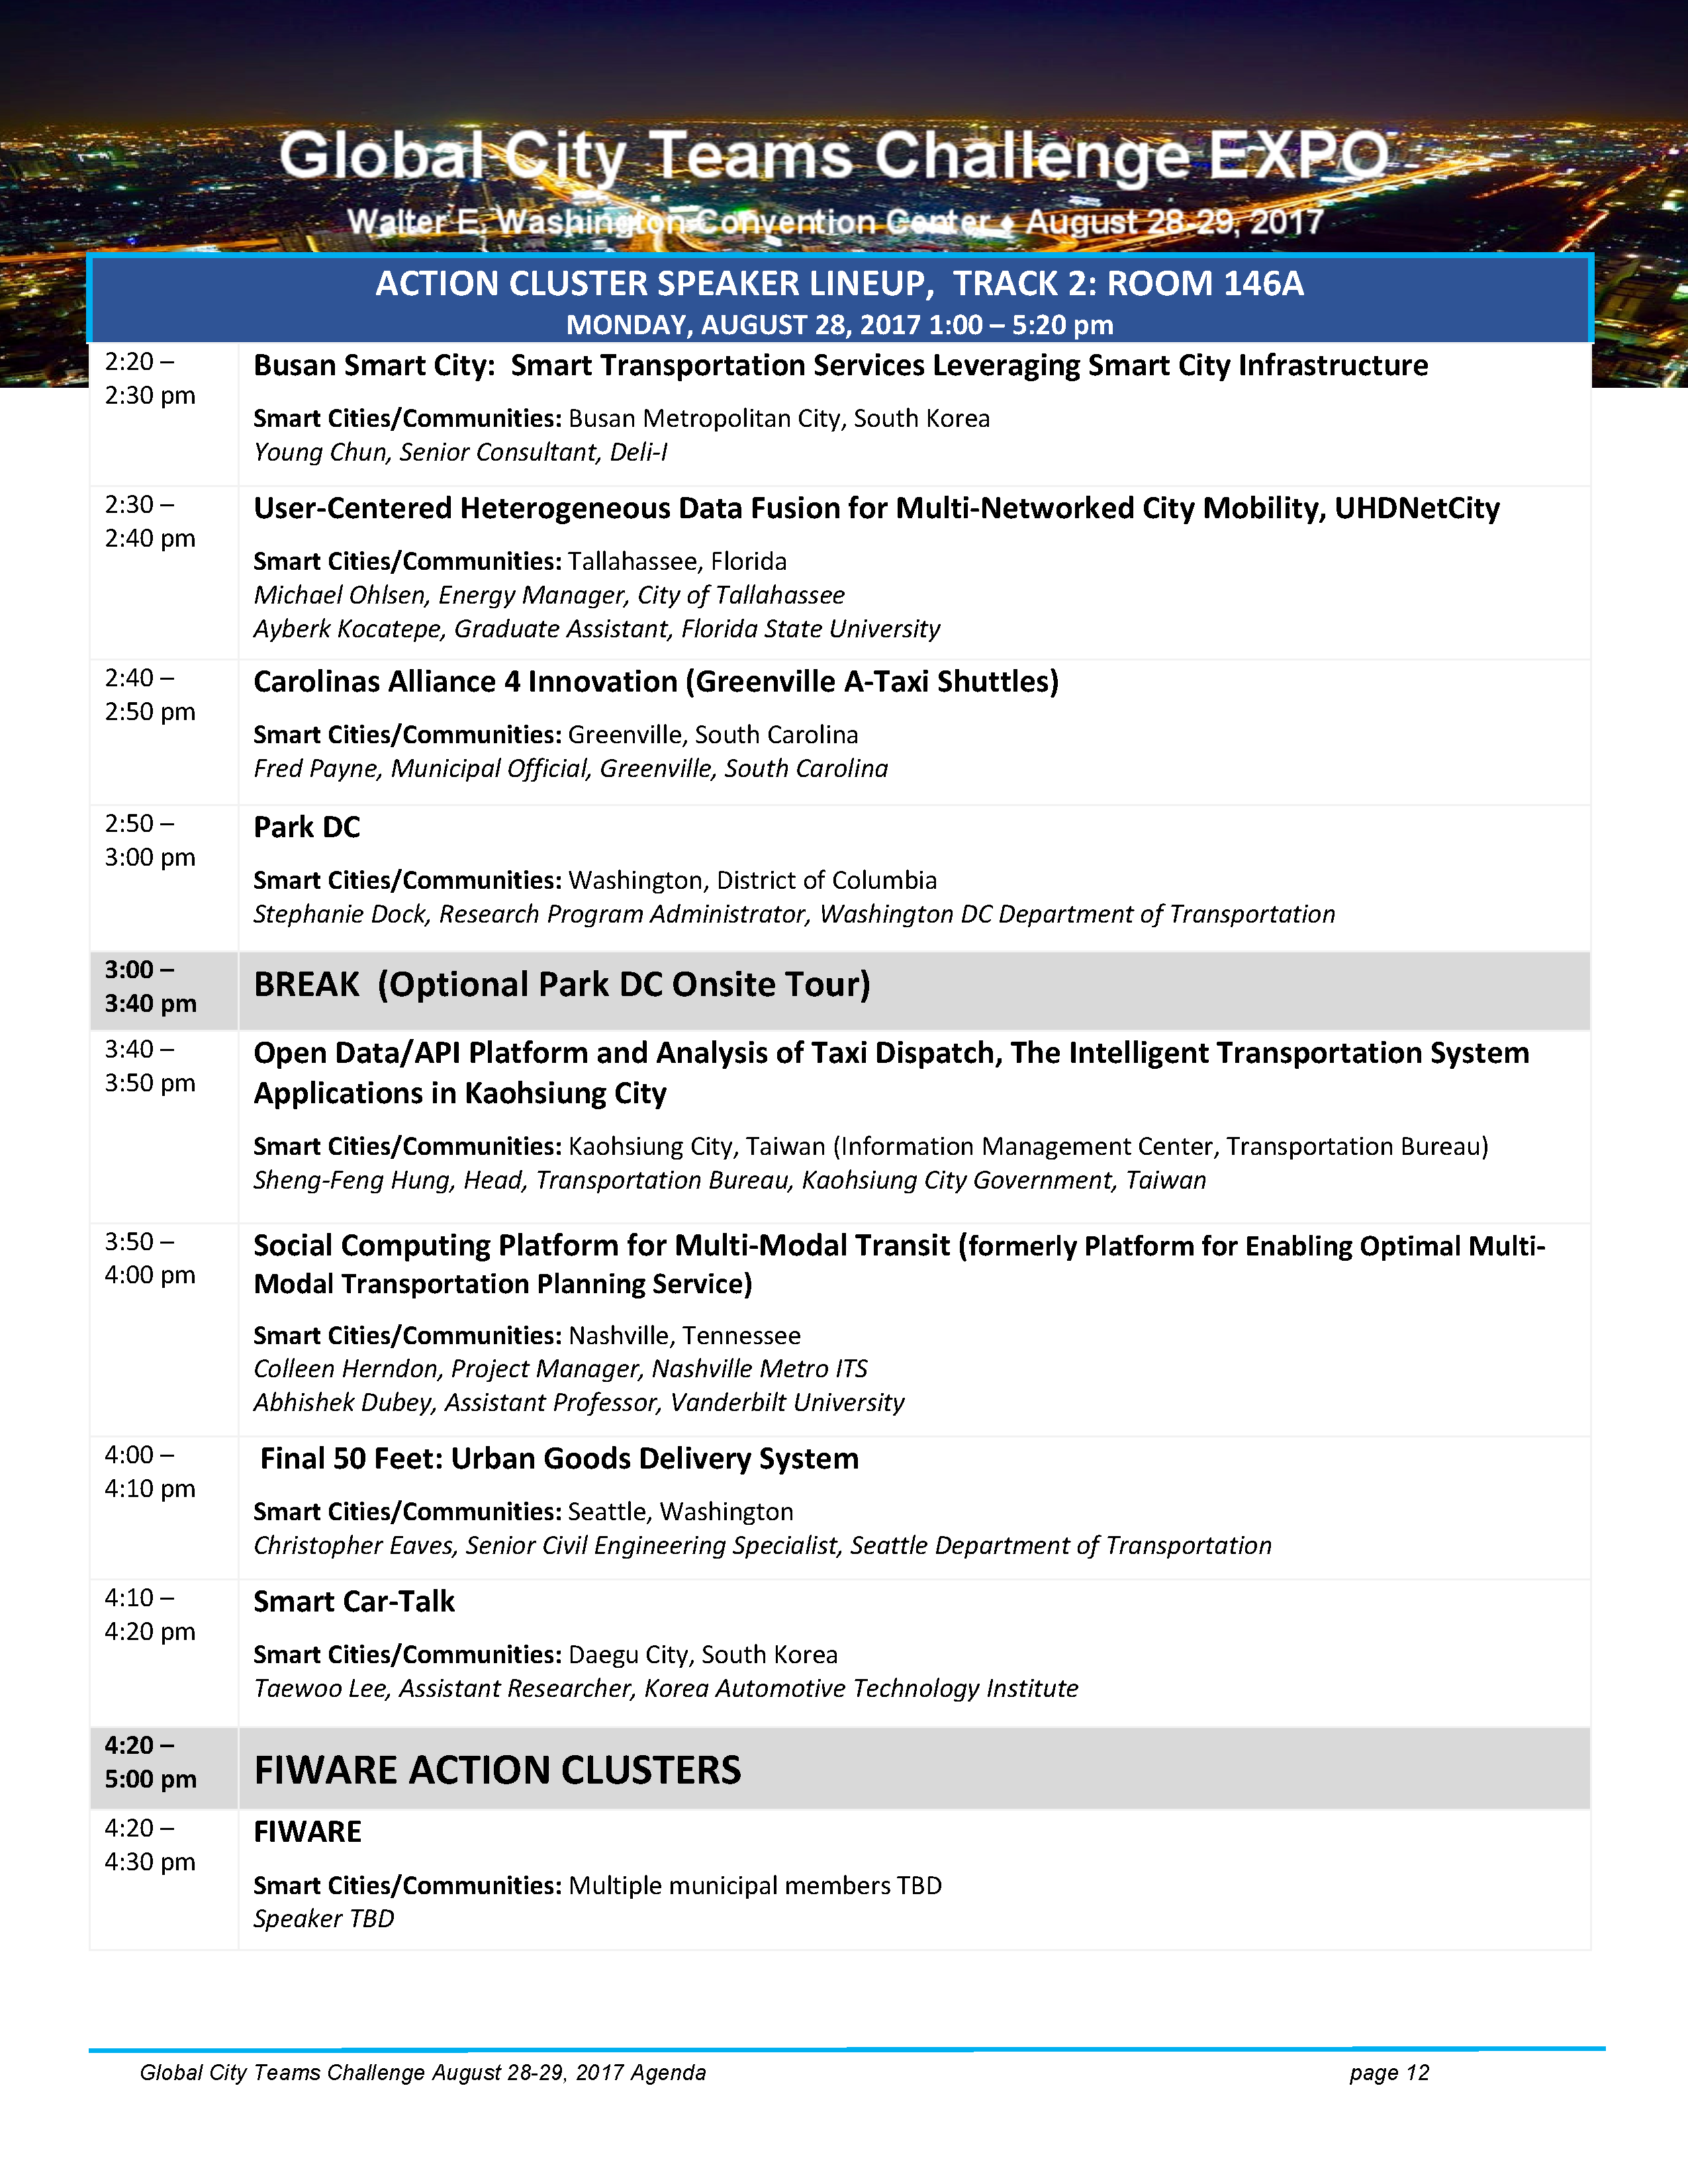 Global City Teams Challenge EXPO
Walter E. Washington Convention Center ♦ August 28-29, 2017
ACTION CLUSTER SPEAKER LINEUP,  TRACK 2: ROOM 146A
MONDAY, AUGUST 28, 2017 1:00 – 5:20 pm
2:20 –
2:30 pm
Busan Smart City:  Smart Transportation Services Leveraging Smart City Infrastructure
Smart Cities/Communities: Busan Metropolitan City, South Korea
Young Chun, Senior Consultant, Deli-I
2:30 –
2:40 pm
User-Centered Heterogeneous Data Fusion for Multi-Networked City Mobility, UHDNetCity
Smart Cities/Communities: Tallahassee, Florida
Michael Ohlsen, Energy Manager, City of Tallahassee
Ayberk Kocatepe, Graduate Assistant, Florida State University
2:40 –
2:50 pm
Carolinas Alliance 4 Innovation (Greenville A-Taxi Shuttles)
Smart Cities/Communities: Greenville, South Carolina
Fred Payne, Municipal Official, Greenville, South Carolina
2:50 –
3:00 pm
Park DC
Smart Cities/Communities: Washington, District of Columbia
Stephanie Dock, Research Program Administrator, Washington DC Department of Transportation
3:00 –
3:40 pm
BREAK  (Optional Park DC Onsite Tour)
3:40 –
3:50 pm
Open Data/API Platform and Analysis of Taxi Dispatch, The Intelligent Transportation System
Applications in Kaohsiung City
Smart Cities/Communities: Kaohsiung City, Taiwan (Information Management Center, Transportation Bureau)
Sheng-Feng Hung, Head, Transportation Bureau, Kaohsiung City Government, Taiwan
3:50 –
4:00 pm
Social Computing Platform for Multi-Modal Transit (formerly Platform for Enabling Optimal Multi-
Modal Transportation Planning Service)
Smart Cities/Communities: Nashville, Tennessee
Colleen Herndon, Project Manager, Nashville Metro ITS
Abhishek Dubey, Assistant Professor, Vanderbilt University
4:00 –
4:10 pm
Final 50 Feet: Urban Goods Delivery System
Smart Cities/Communities: Seattle, Washington
Christopher Eaves, Senior Civil Engineering Specialist, Seattle Department of Transportation
4:10 –
4:20 pm
Smart Car-Talk
Smart Cities/Communities: Daegu City, South Korea
Taewoo Lee, Assistant Researcher, Korea Automotive Technology Institute
4:20 –
5:00 pm
FIWARE ACTION CLUSTERS
4:20 –
4:30 pm
FIWARE
Smart Cities/Communities: Multiple municipal members TBD
Speaker TBD
Global City Teams Challenge August 28-29, 2017 Agenda
page 12